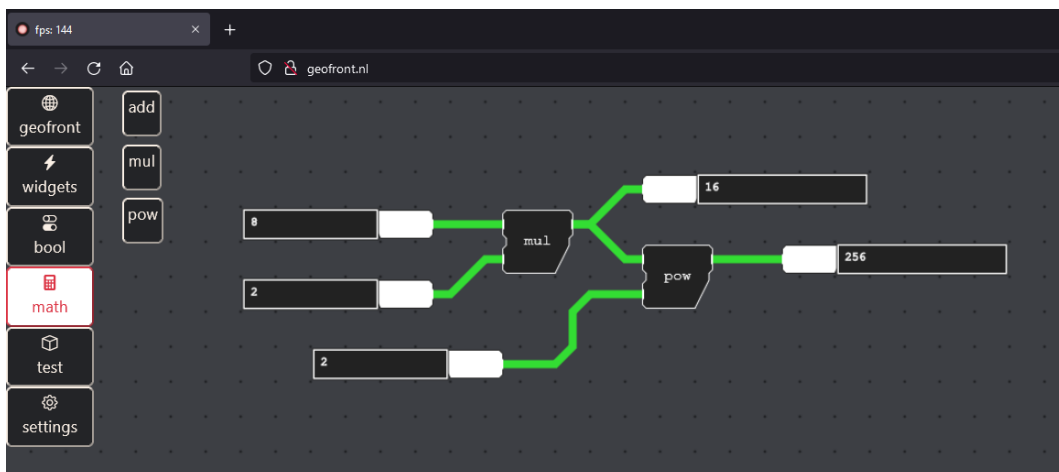 fps: 144
geofront.nl
geofront
widgets
bool
math
test
settings
add
mul
pow
8
2
2
mul
16
pow
256